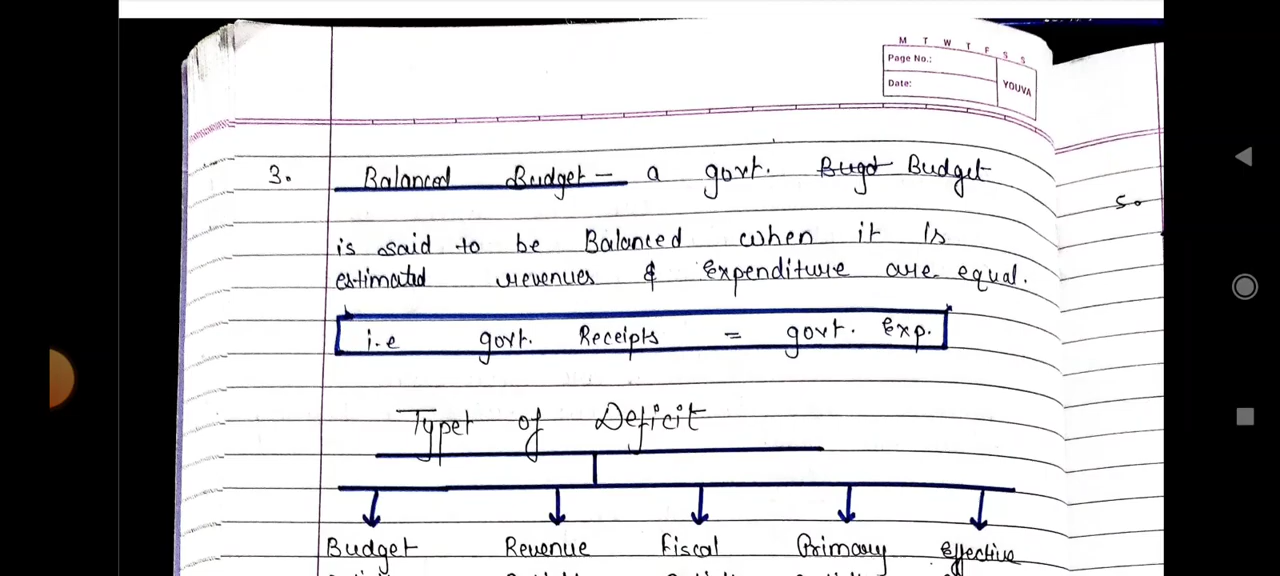 M T W T F S S
Page No.:
Date:
YOUVA
3. Balanced Budget - a govt. Bugd Budget
5.
is said to be Balanced when it is
estimated revenues & Expenditure are equal.
i.e govt. Receipts = govt. Exp.
Types of Deficit
Budget Revenue Fiscal Primary Effective